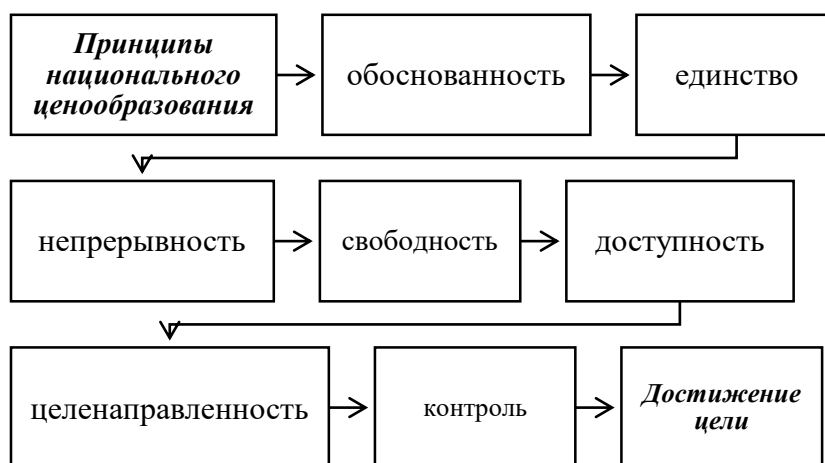 Принципы
национального
ценообразования
обоснованность
единство
непрерывность
свободность
доступность
целенаправленность
контроль
Достижение
цели